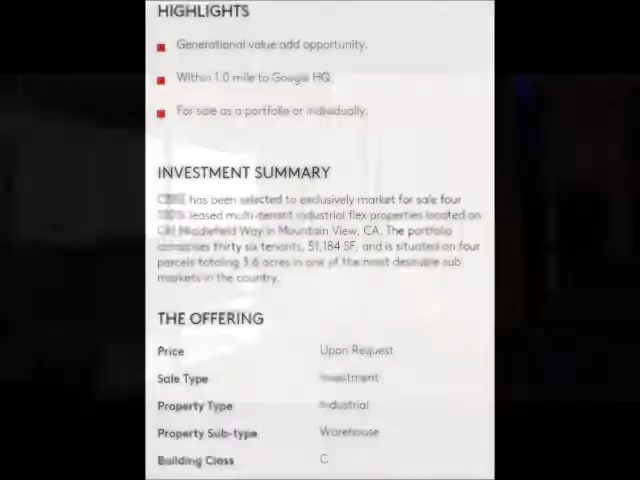 HIGHLIGHTS
Generational value add opportunity.
Within 1.0 mile to Google HQ.
For sale as a portfolio or individually.
INVESTMENT SUMMARY
has been selected to exclusively market for sale four
100% leased multi-tenant industrial flex properties located on
Old Middlefield Way in Mountain View, CA. The portfolio
comprises thirty six tenants, 51,184 SF, and is situated on four
parcels totaling 3.6 acres in one of the most desirable sub
markets in the country.
THE OFFERING
Price Upon Request
Sale Type Investment
Property Type Industrial
Property Sub-type Warehouse
Building Class C